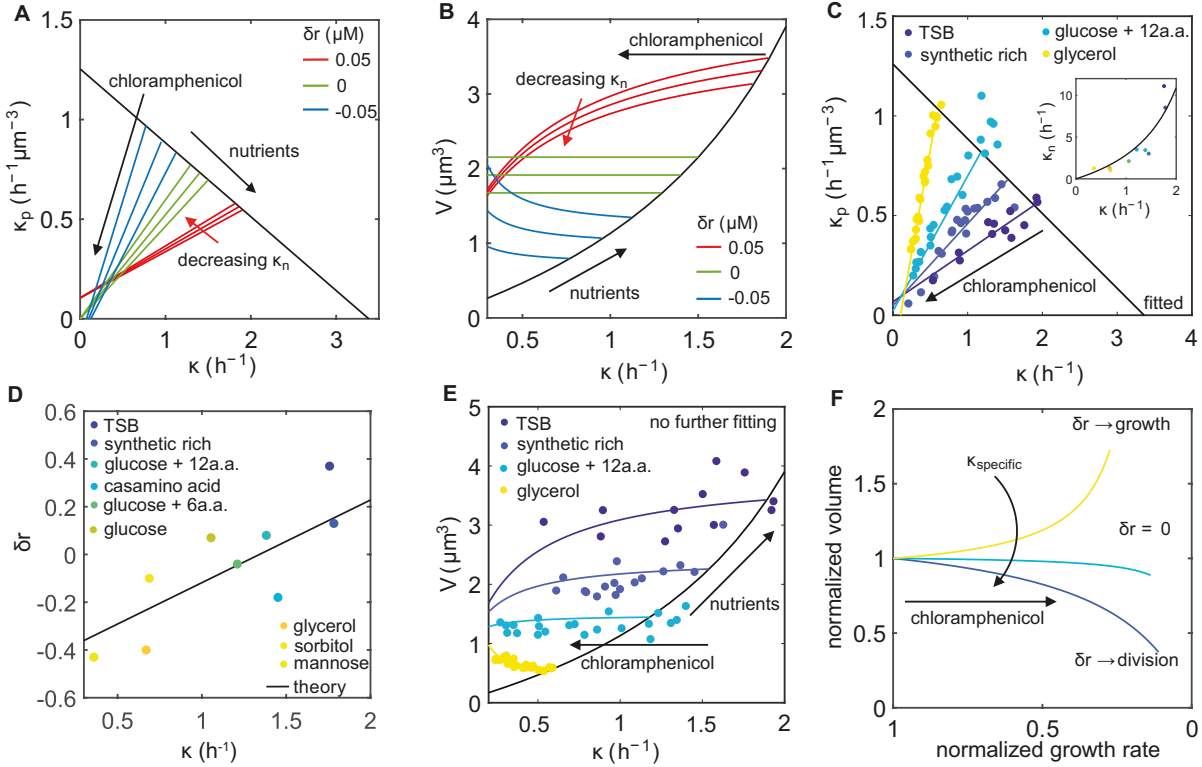 A
1.5
1
0.5
0
0
1
2
3
κp (h⁻¹μm⁻³)
κ (h⁻¹)
chloramphenicol
δr (μM)
0.05
0
-0.05
nutrients
decreasing κn
B
4
3
2
1
0
0.5
1
1.5
2
V (μm³)
κ (h⁻¹)
chloramphenicol
decreasing κn
nutrients
δr (μM)
0.05
0
-0.05
C
TSB
synthetic rich
glucose + 12a.a.
glycerol
1.5
1
0.5
0
0
1
2
3
4
κp (h⁻¹μm⁻³)
κ (h⁻¹)
chloramphenicol
fitted
10
5
0
0
1
2
κn (h⁻¹)
κ (h⁻¹)
D
0.6
0.4
0.2
0
-0.2
-0.4
-0.6
0.5
1
1.5
2
δr
κ (h⁻¹)
TSB
synthetic rich
glucose + 12a.a.
casamino acid
glucose + 6a.a.
glucose
glycerol
sorbitol
mannose
theory
E
5
4
3
2
1
0
0.5
1
1.5
2
V (μm³)
κ (h⁻¹)
TSB
synthetic rich
glucose + 12a.a.
glycerol
no further fitting
nutrients
chloramphenicol
F
2
1.5
1
0.5
0
1
0.5
0
normalized volume
normalized growth rate
δr → growth
κspecific
δr = 0
chloramphenicol
δr → division